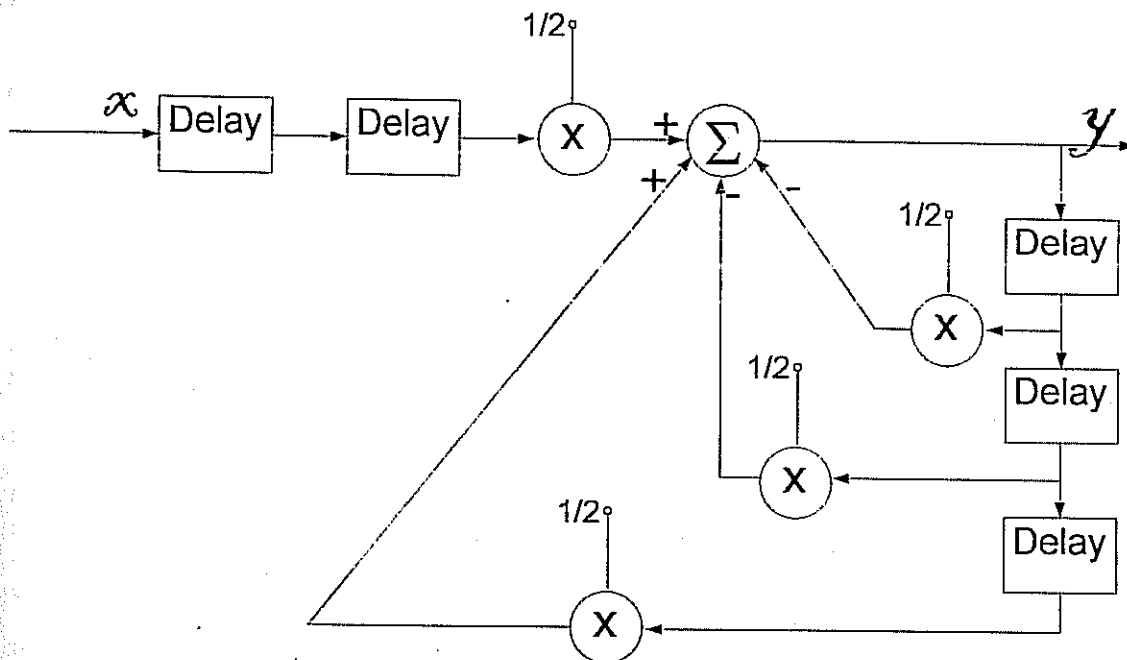 1/2
x Delay Delay X + Σ y
+ - -
1/2 Delay
X
1/2 Delay
X
1/2 Delay
X